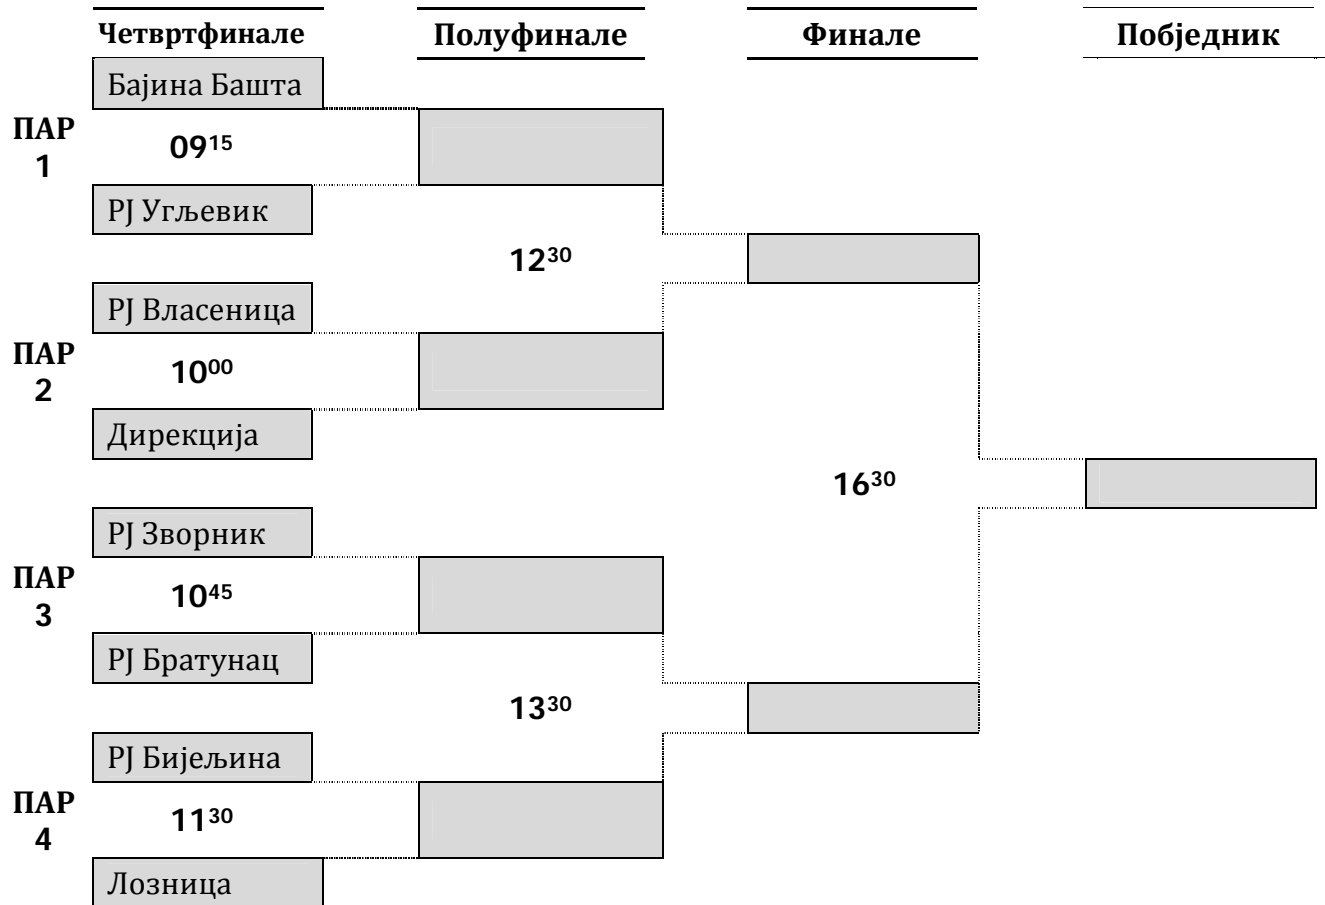 Четвртфинале Полуфинале Финале Побједник
Бајина Башта
ПАР
1
09¹⁵
РЈ Угљевик
12³⁰
РЈ Власеница
ПАР
2
10⁰⁰
Дирекција
16³⁰
РЈ Зворник
ПАР
3
10⁴⁵
РЈ Братунац
13³⁰
РЈ Бијељина
ПАР
4
11³⁰
Лозница